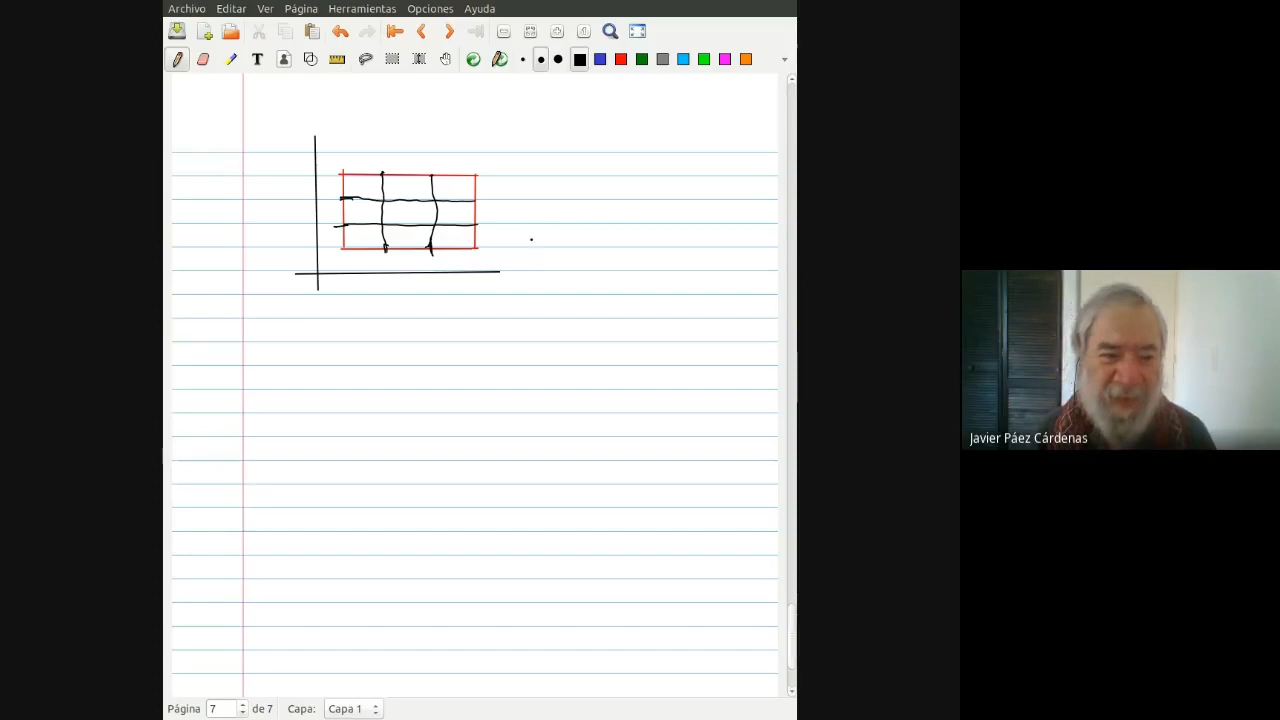 Archivo Editar Ver Página Herramientas Opciones Ayuda
T
Javier Páez Cárdenas
Página 7 de 7 Capa: Capa 1